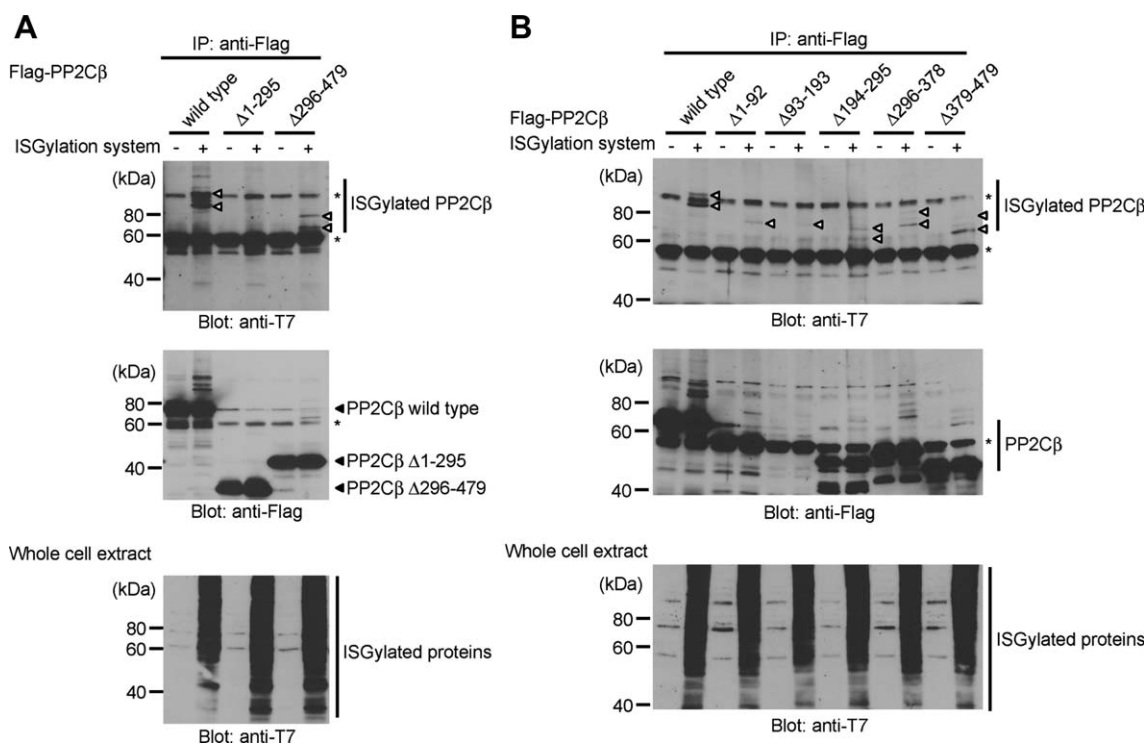 A
IP: anti-Flag
Flag-PP2Cβ
wild type
Δ1-295
Δ296-479
ISGylation system
- + - + - +
(kDa)
80
60
40
*
*
ISGylated PP2Cβ
Blot: anti-T7
(kDa)
80
60
40
PP2Cβ wild type
*
PP2Cβ Δ1-295
PP2Cβ Δ296-479
Blot: anti-Flag
Whole cell extract
(kDa)
80
60
40
ISGylated proteins
Blot: anti-T7
B
IP: anti-Flag
Flag-PP2Cβ
wild type
Δ1-92
Δ93-193
Δ194-295
Δ296-378
Δ379-479
ISGylation system
- + - + - + - + - + - +
(kDa)
80
60
40
*
*
ISGylated PP2Cβ
Blot: anti-T7
(kDa)
80
60
40
*
PP2Cβ
Blot: anti-Flag
Whole cell extract
(kDa)
80
60
40
ISGylated proteins
Blot: anti-T7